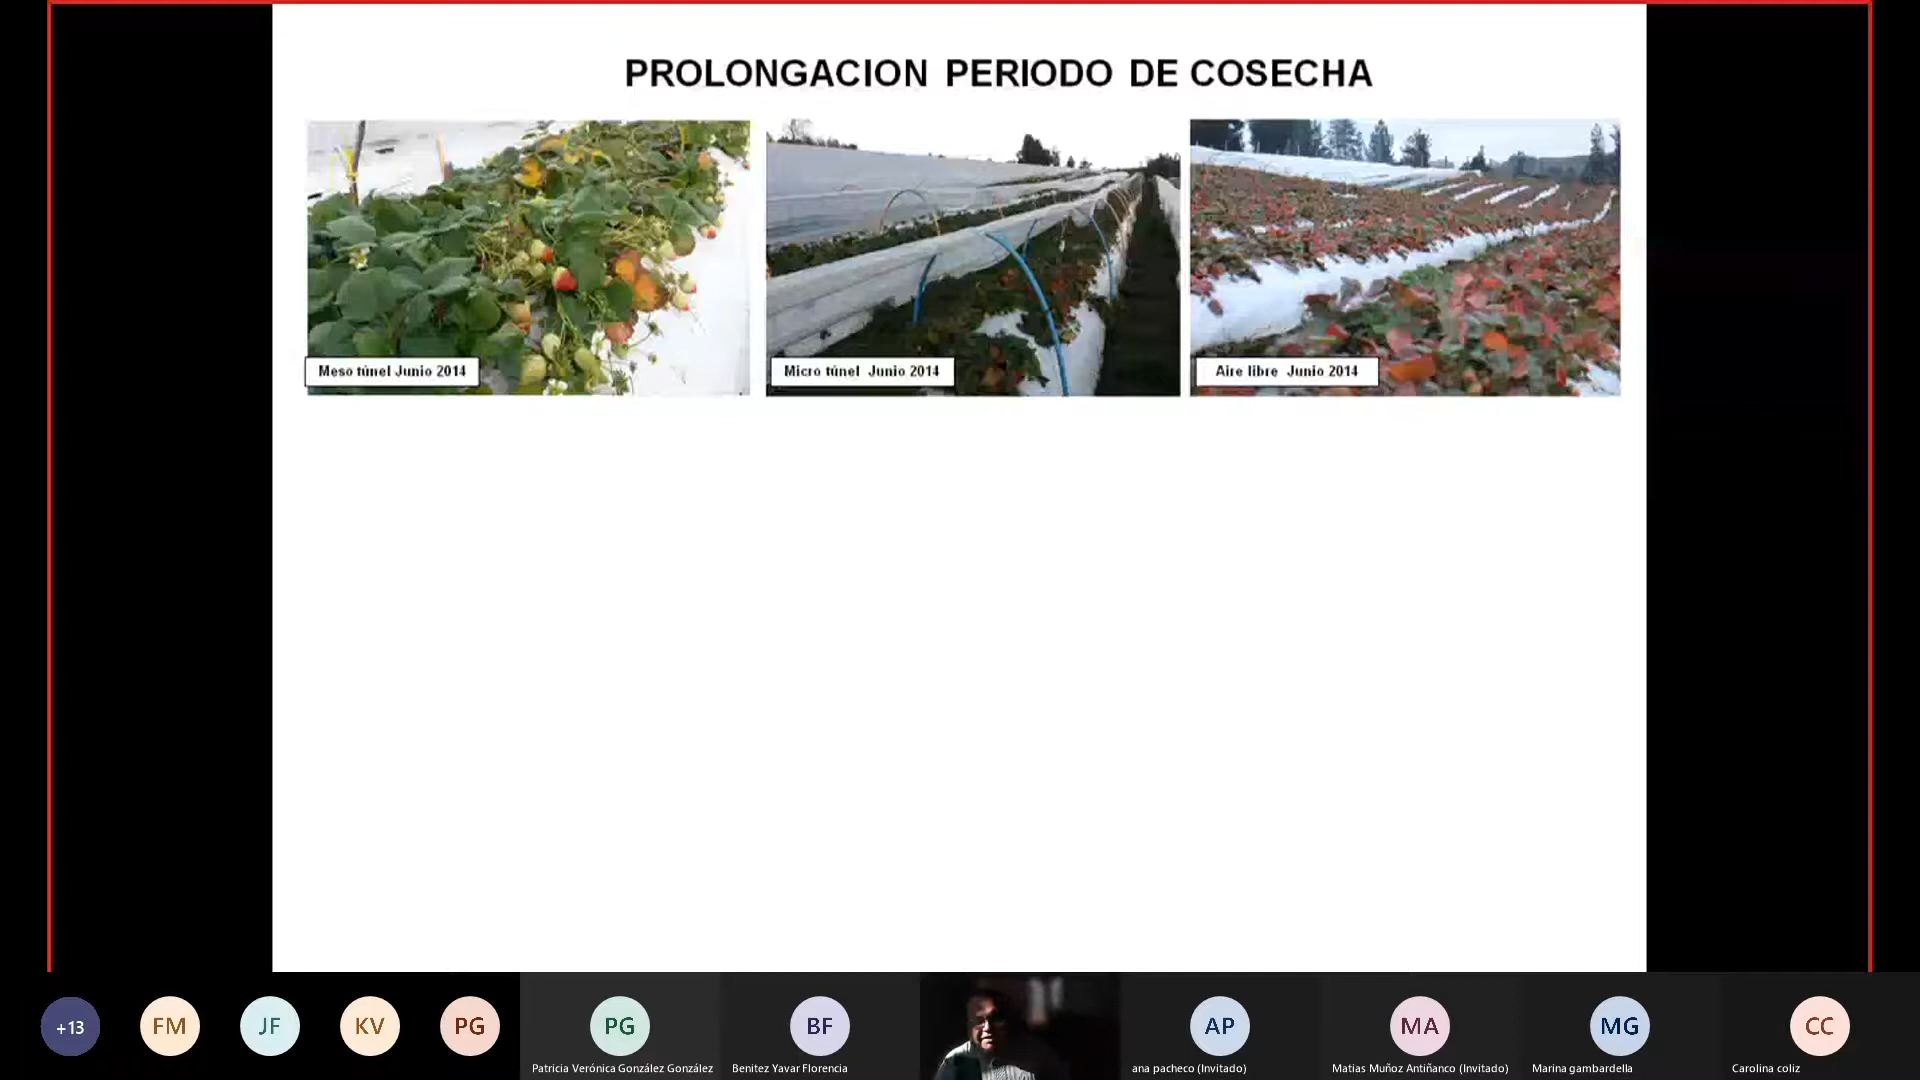 PROLONGACION PERIODO DE COSECHA
Meso túnel Junio 2014
Micro túnel Junio 2014
Aire libre Junio 2014
+13
FM
JF
KV
PG
PG
BF
AP
MA
MG
CC
Patricia Verónica González González
Benitez Yavar Florencia
ana pacheco (Invitado)
Matias Muñoz Antiñanco (Invitado)
Marina gambardella
Carolina coliz